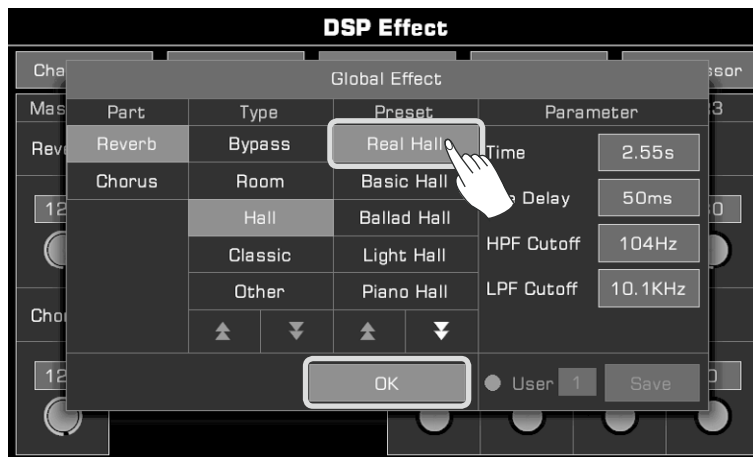 DSP Effect
Global Effect
Part Type Preset Parameter
Reverb Bypass Real Hall Time 2.55s
Chorus Room Basic Hall Delay 50ms
Hall Ballad Hall HPF Cutoff 104Hz
Classic Light Hall LPF Cutoff 10.1KHz
Other Piano Hall
OK User 1 Save